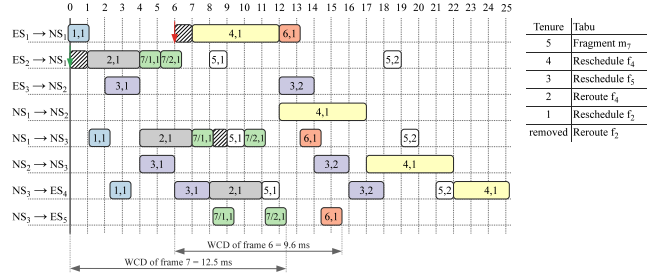 0 1 2 3 4 5 6 7 8 9 10 11 12 13 14 15 16 17 18 19 20 21 22 23 24 25
ES1 → NS1 1,1 4,1 6,1
ES2 → NS1 2,1 7/1,1 7/2,1 5,1 5,2
ES3 → NS2 3,1 3,2
NS1 → NS2 4,1
NS1 → NS3 1,1 2,1 7/1,1 5,1 7/2,1 6,1 5,2
NS2 → NS3 3,1 3,2 4,1
NS3 → ES4 1,1 3,1 2,1 5,1 3,2 5,2 4,1
NS3 → ES5 7/1,1 7/2,1 6,1
WCD of frame 6 = 9.6 ms
WCD of frame 7 = 12.5 ms
Tenure Tabu
5 Fragment m7
4 Reschedule f4
3 Reschedule f5
2 Reroute f4
1 Reschedule f2
removed Reroute f2